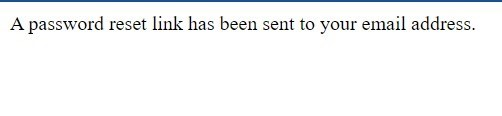 A password reset link has been sent to your email address.